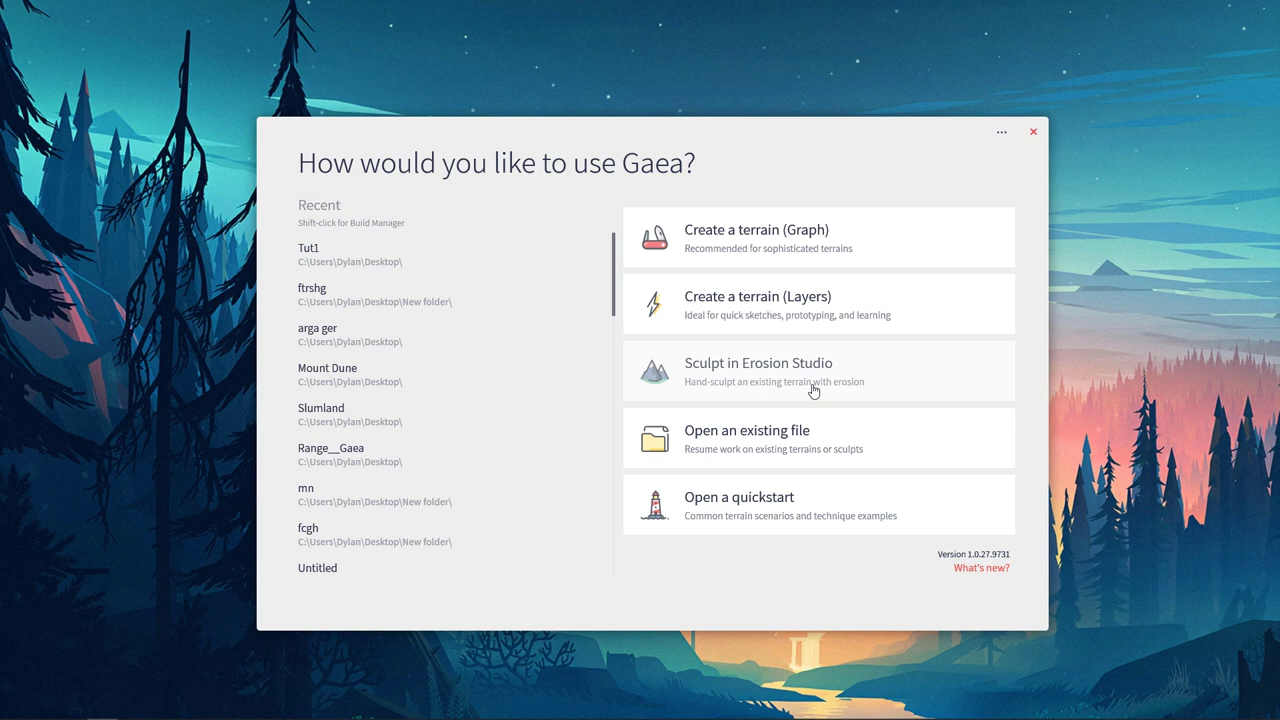 ...
How would you like to use Gaea?
Recent
Shift-click for Build Manager
Tut1
C:\Users\Dylan\Desktop\
ftrshg
C:\Users\Dylan\Desktop\New folder\
arga ger
C:\Users\Dylan\Desktop\
Mount Dune
C:\Users\Dylan\Desktop\
Slumland
C:\Users\Dylan\Desktop\
Range__Gaea
C:\Users\Dylan\Desktop\
mn
C:\Users\Dylan\Desktop\New folder\
fcgh
C:\Users\Dylan\Desktop\New folder\
Untitled
Create a terrain (Graph)
Recommended for sophisticated terrains
Create a terrain (Layers)
Ideal for quick sketches, prototyping, and learning
Sculpt in Erosion Studio
Hand-sculpt an existing terrain with erosion
Open an existing file
Resume work on existing terrains or sculpts
Open a quickstart
Common terrain scenarios and technique examples
Version 1.0.27.9731
What's new?